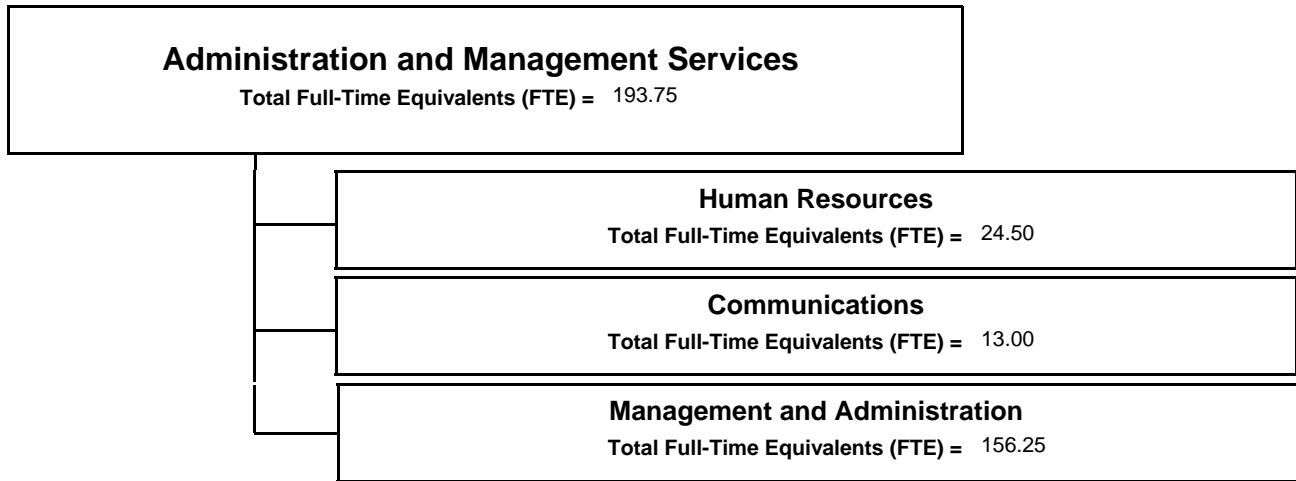 Administration and Management Services
Total Full-Time Equivalents (FTE) = 193.75
Human Resources
Total Full-Time Equivalents (FTE) = 24.50
Communications
Total Full-Time Equivalents (FTE) = 13.00
Management and Administration
Total Full-Time Equivalents (FTE) = 156.25